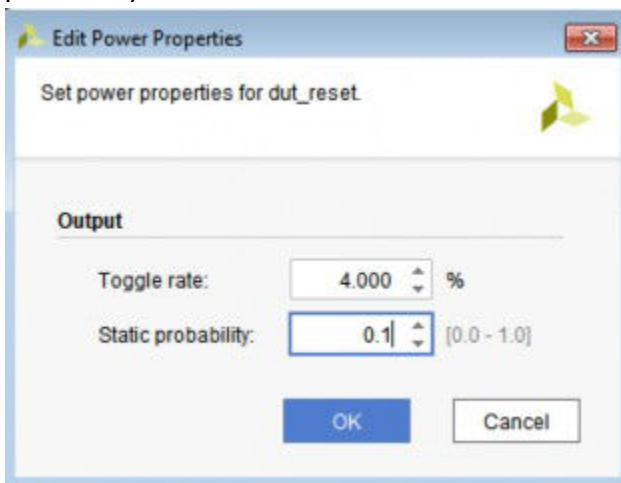 Edit Power Properties
Set power properties for dut_reset.
Output
Toggle rate: 4.000 %
Static probability: 0.1 [0.0 - 1.0]
OK Cancel